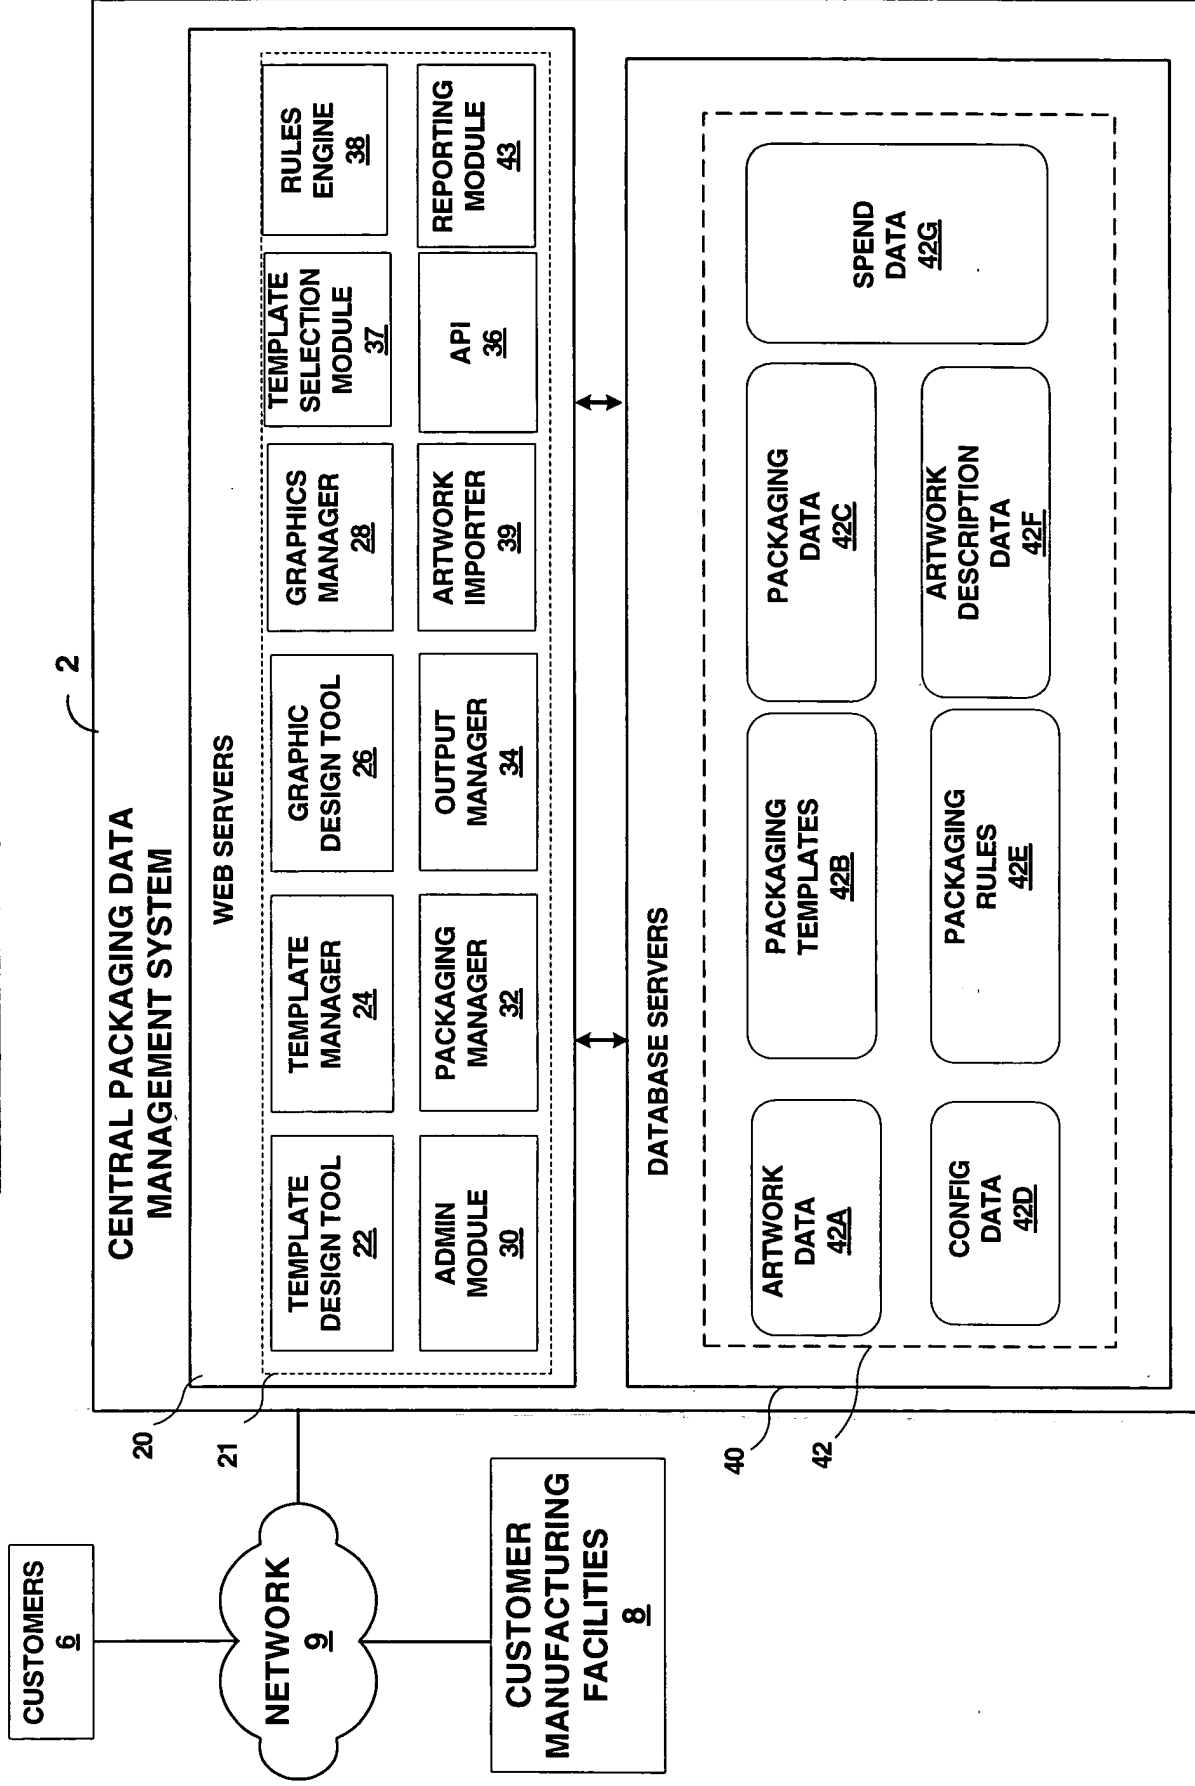 CENTRAL PACKAGING DATA
MANAGEMENT SYSTEM
2
CUSTOMERS
6
NETWORK
9
CUSTOMER
MANUFACTURING
FACILITIES
8
20
21
WEB SERVERS
TEMPLATE
DESIGN TOOL
22
TEMPLATE
MANAGER
24
GRAPHIC
DESIGN TOOL
26
GRAPHICS
MANAGER
28
TEMPLATE
SELECTION
MODULE
37
RULES
ENGINE
38
ADMIN
MODULE
30
PACKAGING
MANAGER
32
OUTPUT
MANAGER
34
ARTWORK
IMPORTER
39
API
36
REPORTING
MODULE
43
40
42
DATABASE SERVERS
ARTWORK
DATA
42A
PACKAGING
TEMPLATES
42B
PACKAGING
DATA
42C
SPEND
DATA
42G
CONFIG
DATA
42D
PACKAGING
RULES
42E
ARTWORK
DESCRIPTION
DATA
42F